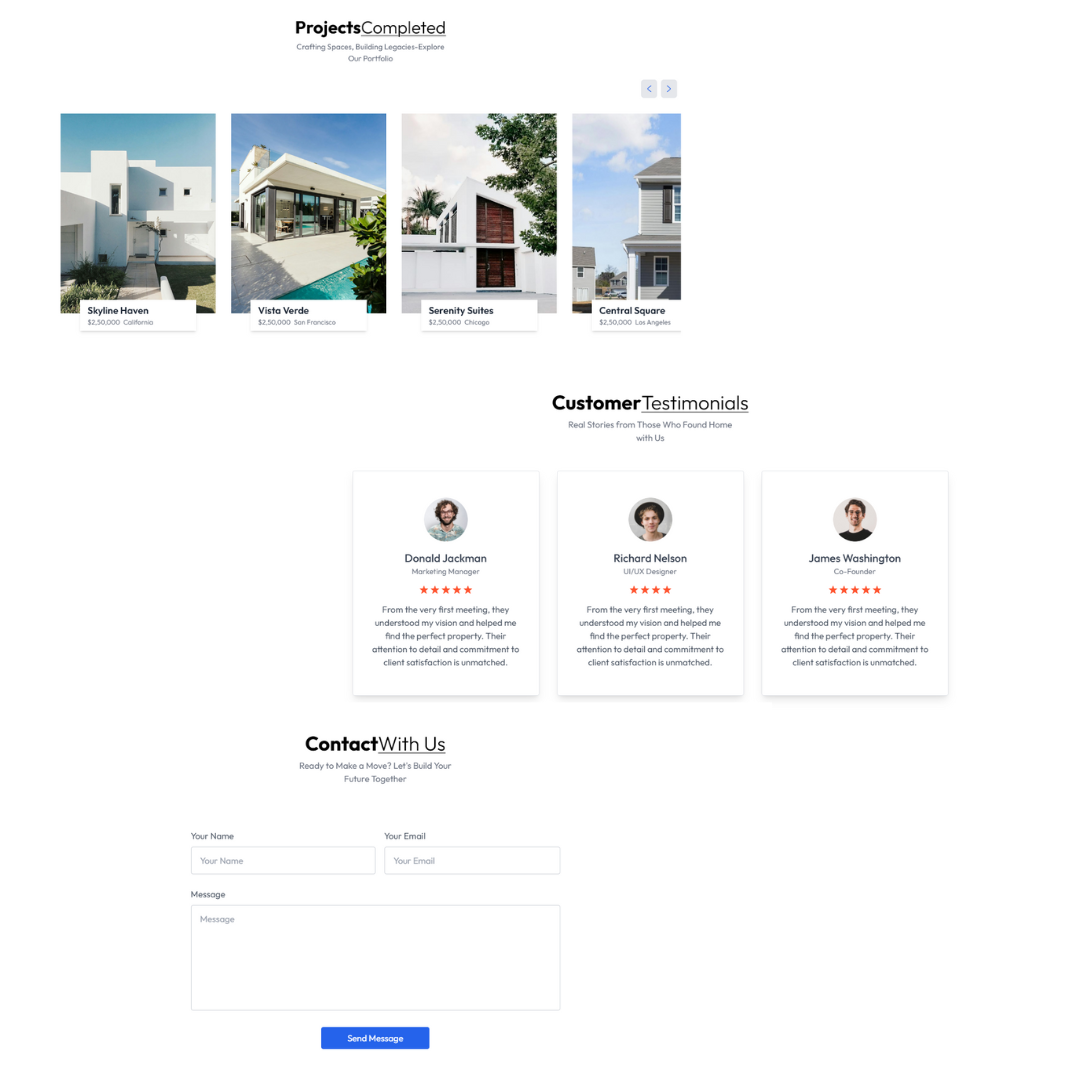 ProjectsCompleted
Crafting Spaces, Building Legacies-Explore
Our Portfolio
Skyline Haven
$2,50,000 California
Vista Verde
$2,50,000 San Francisco
Serenity Suites
$2,50,000 Chicago
Central Square
$2,50,000 Los Angeles
CustomerTestimonials
Real Stories from Those Who Found Home
with Us
Donald Jackman
Marketing Manager
From the very first meeting, they
understood my vision and helped me
find the perfect property. Their
attention to detail and commitment to
client satisfaction is unmatched.
Richard Nelson
UI/UX Designer
From the very first meeting, they
understood my vision and helped me
find the perfect property. Their
attention to detail and commitment to
client satisfaction is unmatched.
James Washington
Co-Founder
From the very first meeting, they
understood my vision and helped me
find the perfect property. Their
attention to detail and commitment to
client satisfaction is unmatched.
ContactWith Us
Ready to Make a Move? Let's Build Your
Future Together
Your Name
Your Email
Your Name
Your Email
Message
Message
Send Message